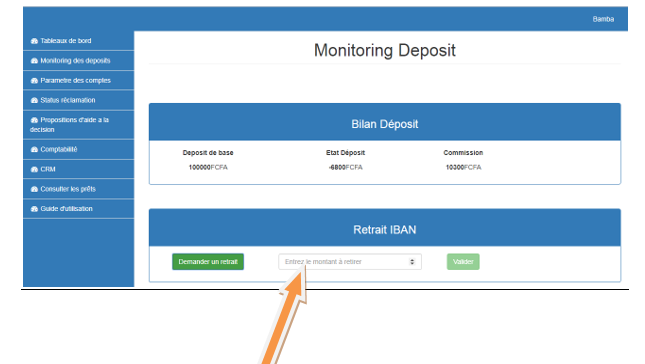 Bamba
Tableaux de bord
Monitoring des deposits
Parametre des comptes
Status réclamation
Propositions d'aide a la
decision
Comptabilité
CRM
Consulter les prêts
Guide d'utilisation
Monitoring Deposit
Bilan Déposit
Deposit de base Etat Déposit Commission
100000FCFA -6800FCFA 10300FCFA
Retrait IBAN
Demander un retrait Entrez le montant à retirer Valider